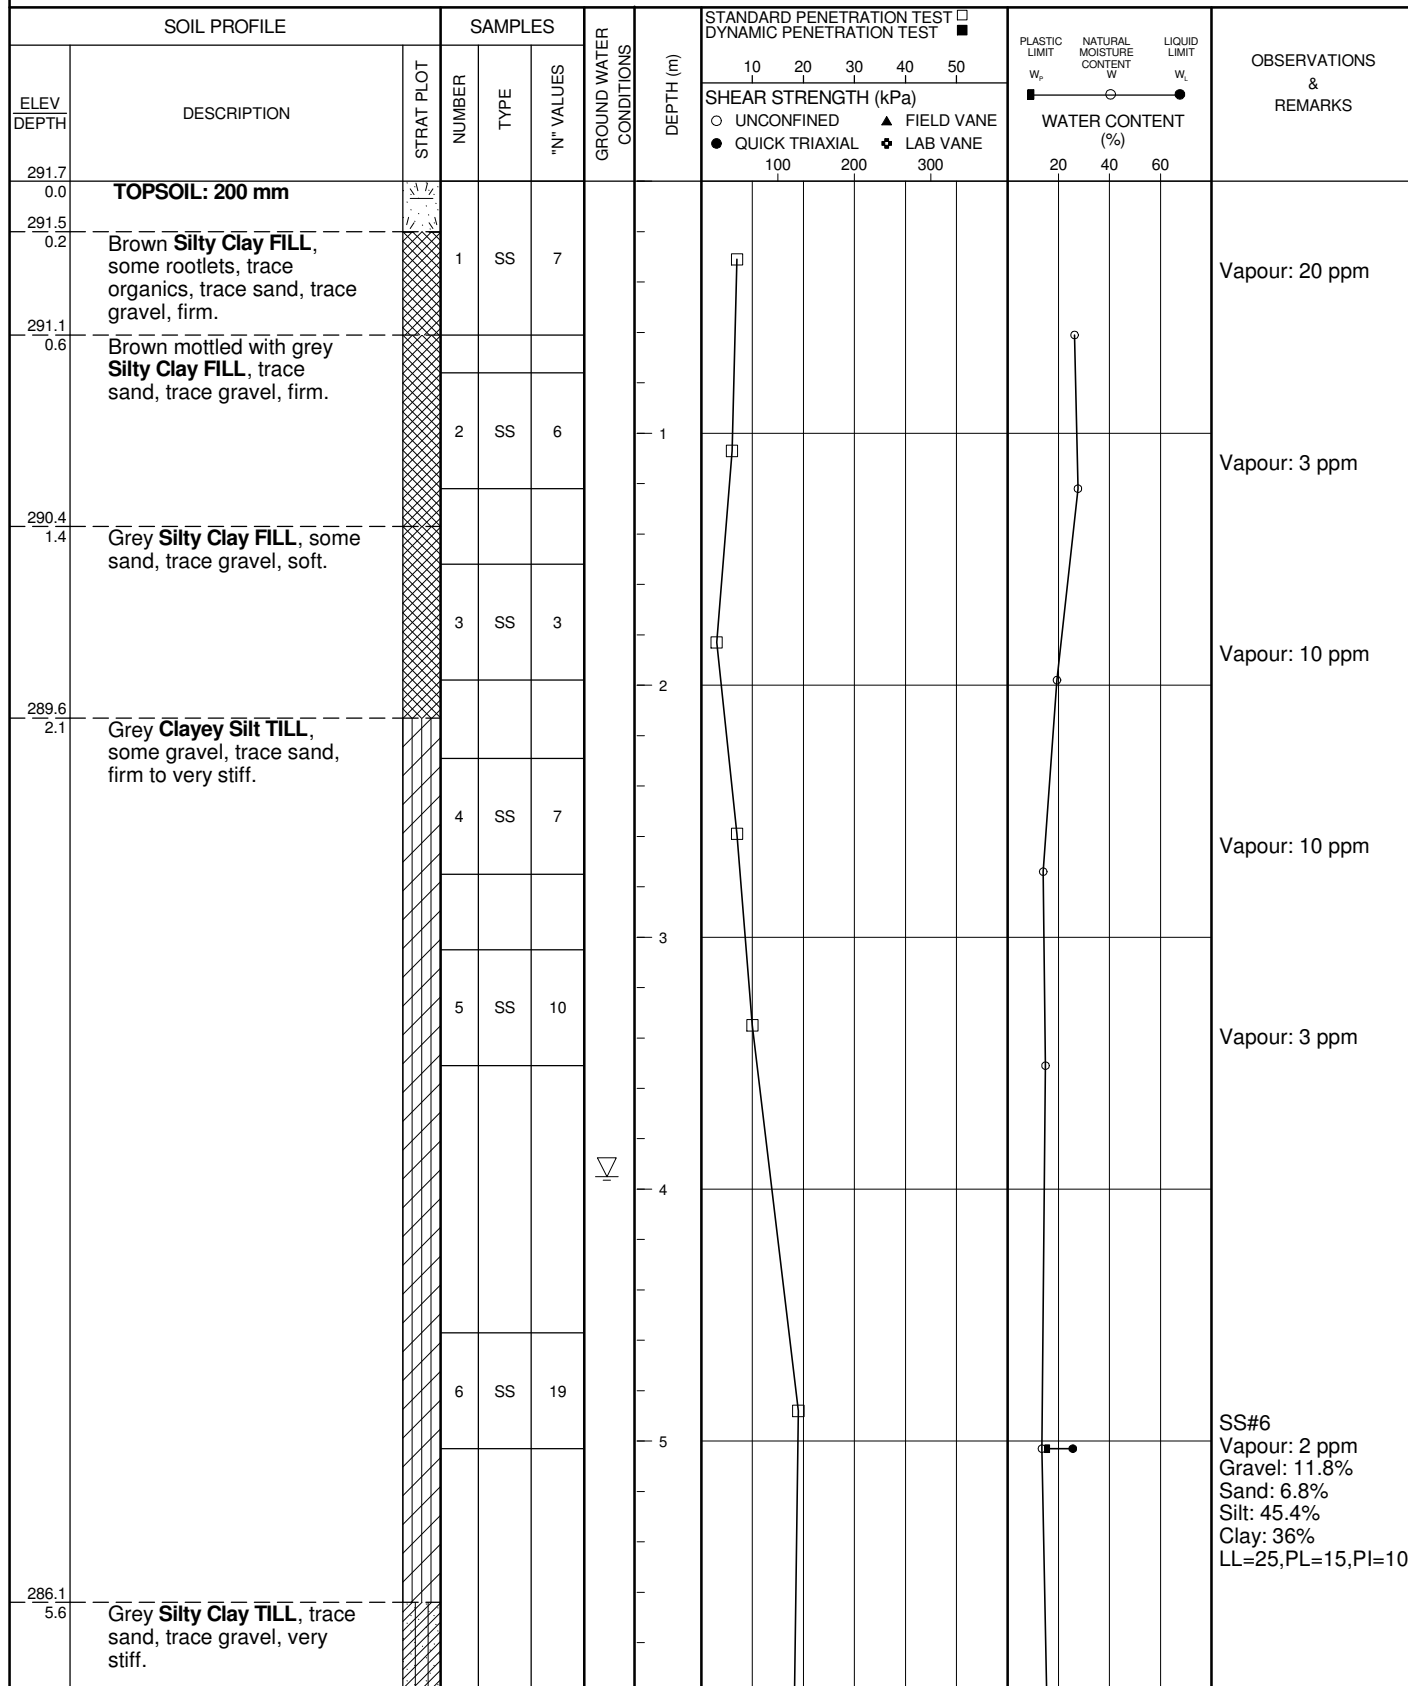 SOIL PROFILE
SAMPLES
GROUND WATER
CONDITIONS
DEPTH (m)
STANDARD PENETRATION TEST
DYNAMIC PENETRATION TEST
10 20 30 40 50
SHEAR STRENGTH (kPa)
UNCONFINED
FIELD VANE
QUICK TRIAXIAL
LAB VANE
100 200 300
PLASTIC
LIMIT
NATURAL
MOISTURE
CONTENT
LIQUID
LIMIT
WP W WL
WATER CONTENT
(%)
20 40 60
OBSERVATIONS
&
REMARKS
ELEV
DEPTH
DESCRIPTION
STRAT PLOT
NUMBER
TYPE
"N" VALUES
291.7
0.0
TOPSOIL: 200 mm
291.5
0.2
Brown Silty Clay FILL,
some rootlets, trace
organics, trace sand, trace
gravel, firm.
1 SS 7
Vapour: 20 ppm
291.1
0.6
Brown mottled with grey
Silty Clay FILL, trace
sand, trace gravel, firm.
2 SS 6
1
Vapour: 3 ppm
290.4
1.4
Grey Silty Clay FILL, some
sand, trace gravel, soft.
3 SS 3
Vapour: 10 ppm
2
289.6
2.1
Grey Clayey Silt TILL,
some gravel, trace sand,
firm to very stiff.
4 SS 7
Vapour: 10 ppm
3
5 SS 10
Vapour: 3 ppm
4
6 SS 19
5
SS#6
Vapour: 2 ppm
Gravel: 11.8%
Sand: 6.8%
Silt: 45.4%
Clay: 36%
LL=25,PL=15,PI=10
286.1
5.6
Grey Silty Clay TILL, trace
sand, trace gravel, very
stiff.